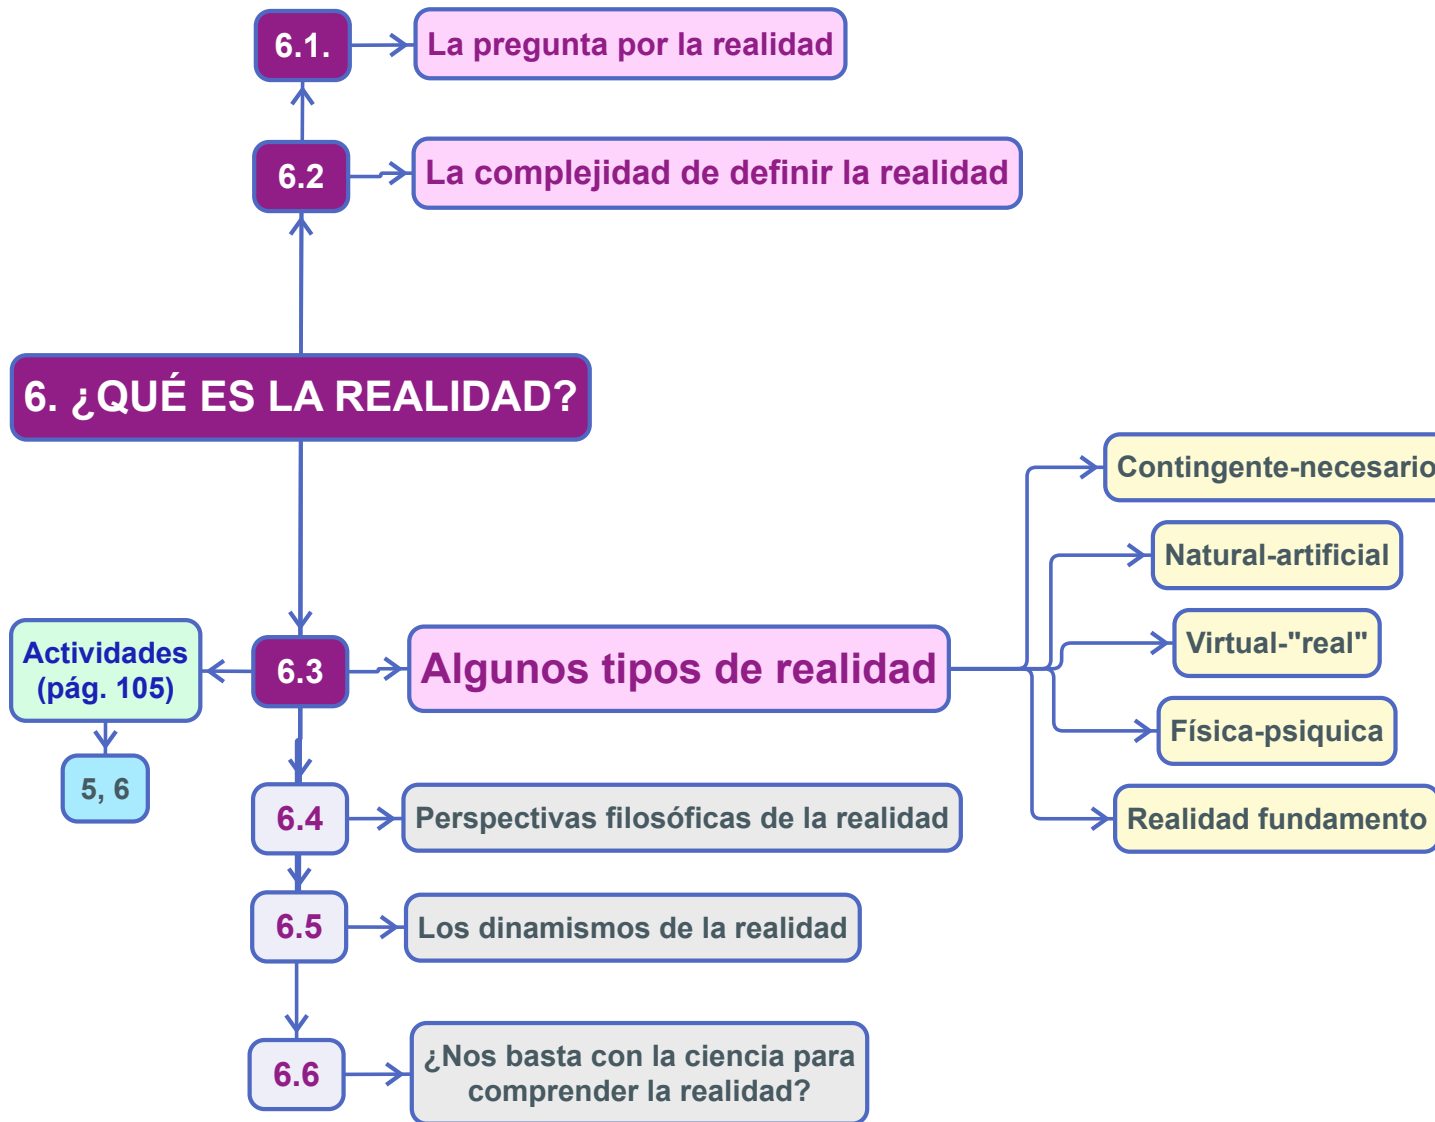 6.1.
La pregunta por la realidad
6.2
La complejidad de definir la realidad
6. ¿QUÉ ES LA REALIDAD?
Actividades
(pág. 105)
5, 6
6.3
Algunos tipos de realidad
Contingente-necesario
Natural-artificial
Virtual-"real"
Física-psiquica
Realidad fundamento
6.4
Perspectivas filosóficas de la realidad
6.5
Los dinamismos de la realidad
6.6
¿Nos basta con la ciencia para
comprender la realidad?